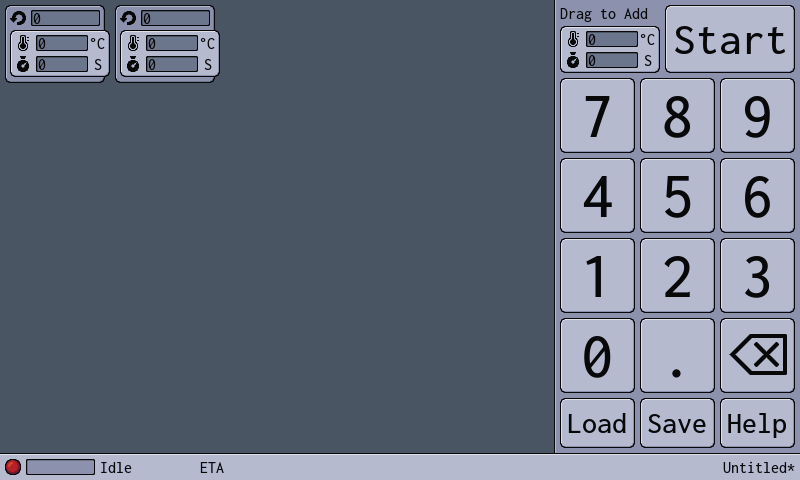 0 0 Drag to Add
0 °C 0 °C 0 °C Start
0 S 0 S 0 S
7 8 9
4 5 6
1 2 3
0 .
Load Save Help
Idle ETA Untitled*